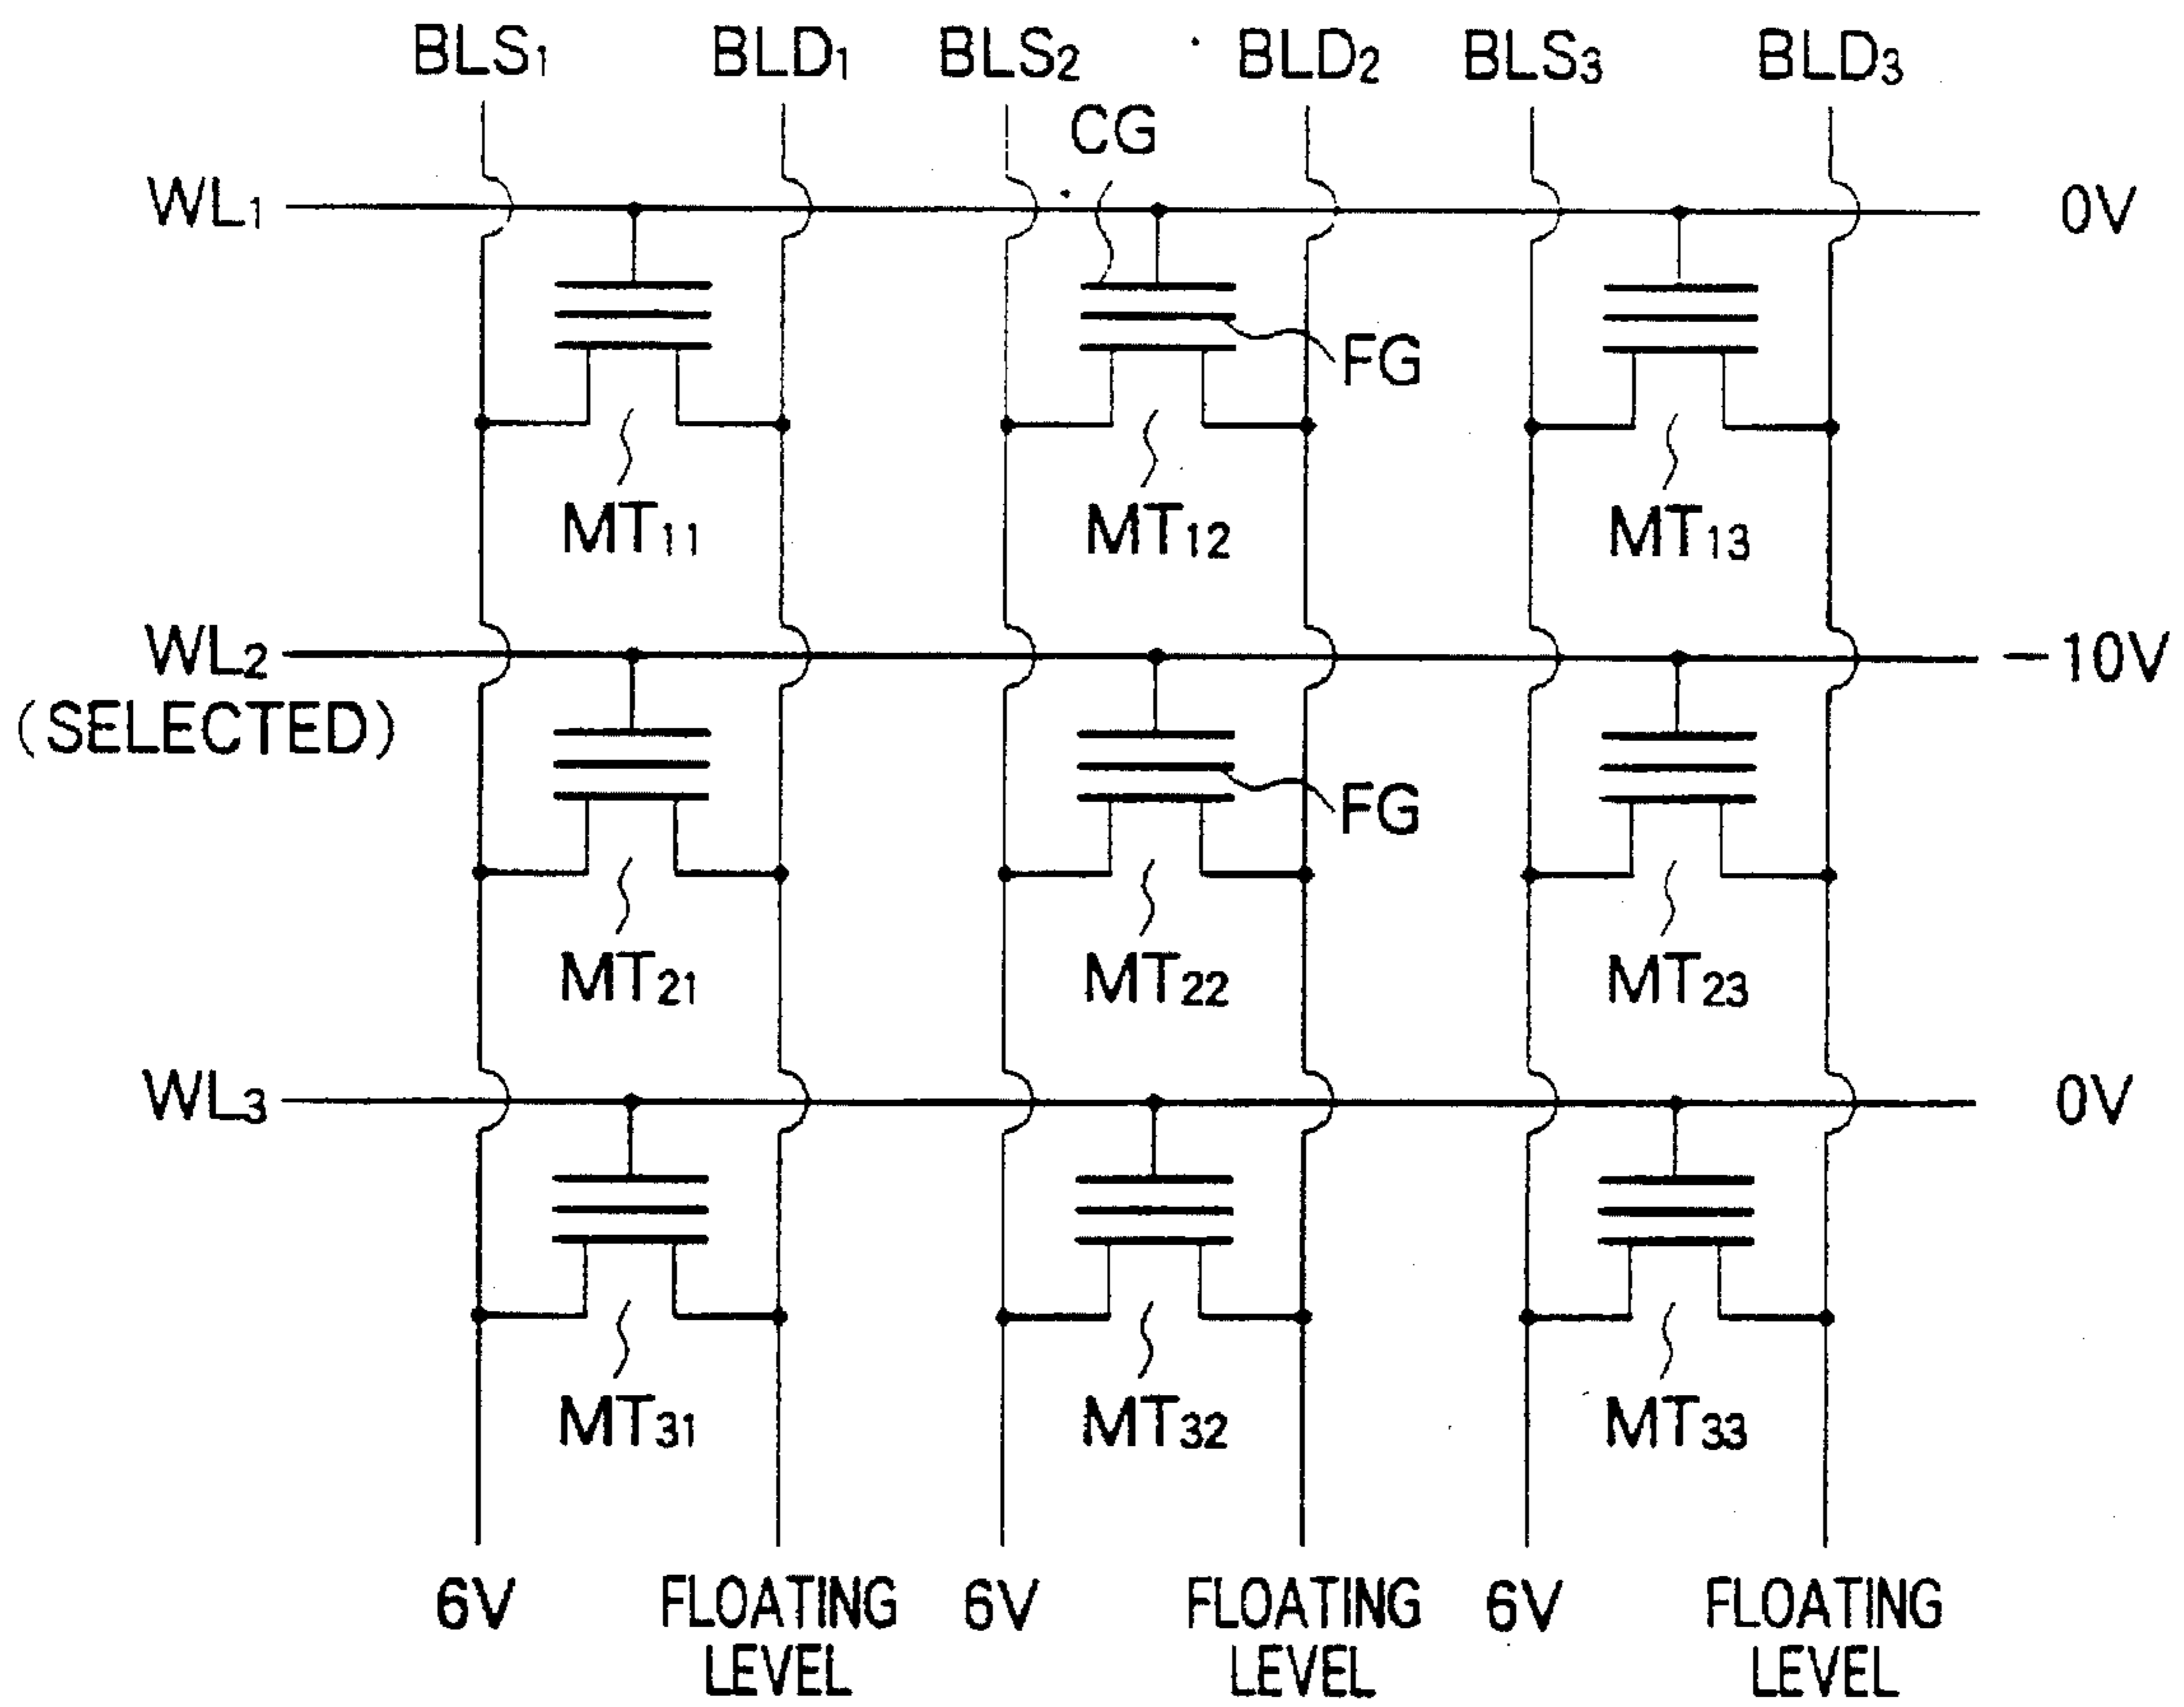 BLS₁ BLD₁ BLS₂ BLD₂ BLS₃ BLD₃
CG
WL₁ 0V
FG
MT₁₁ MT₁₂ MT₁₃
WL₂ −10V
(SELECTED)
FG
MT₂₁ MT₂₂ MT₂₃
WL₃ 0V
MT₃₁ MT₃₂ MT₃₃
6V FLOATING 6V FLOATING 6V FLOATING
LEVEL LEVEL LEVEL